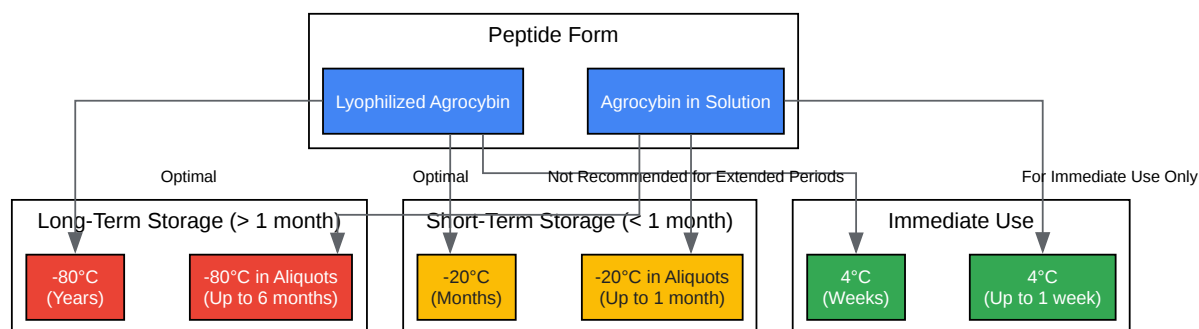 Peptide Form
Lyophilized Agrocybin
Agrocybin in Solution
Optimal
Optimal
Not Recommended for Extended Periods
For Immediate Use Only
Long-Term Storage (> 1 month)
Short-Term Storage (< 1 month)
Immediate Use
-80°C
(Years)
-80°C in Aliquots
(Up to 6 months)
-20°C
(Months)
-20°C in Aliquots
(Up to 1 month)
4°C
(Weeks)
4°C
(Up to 1 week)